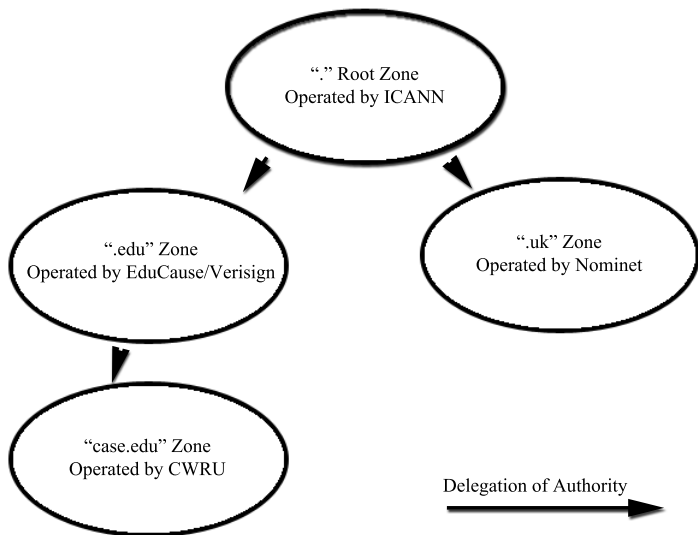 “.” Root Zone
Operated by ICANN
“.edu” Zone
Operated by EduCause/Verisign
“.uk” Zone
Operated by Nominet
“case.edu” Zone
Operated by CWRU
Delegation of Authority